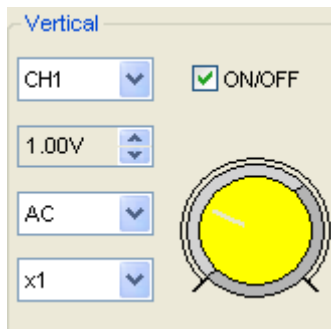 Vertical
CH1 ON/OFF
1.00V
AC
x1